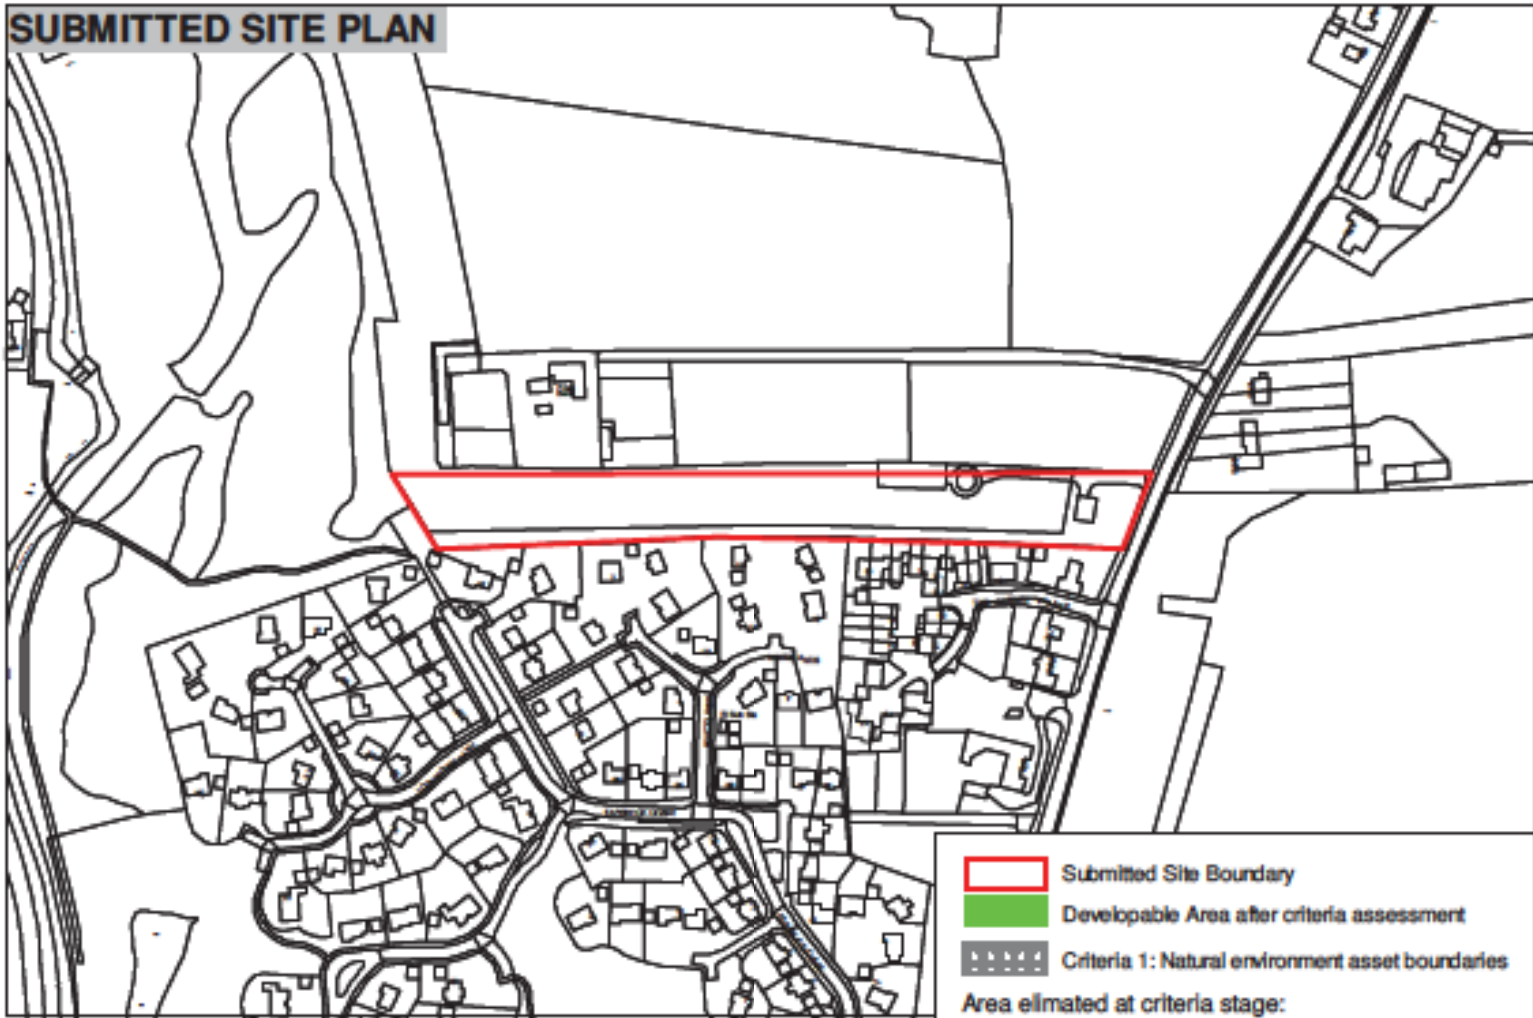 SUBMITTED SITE PLAN
Submitted Site Boundary
Developable Area after criteria assessment
Criteria 1: Natural environment asset boundaries
Area elimated at criteria stage: